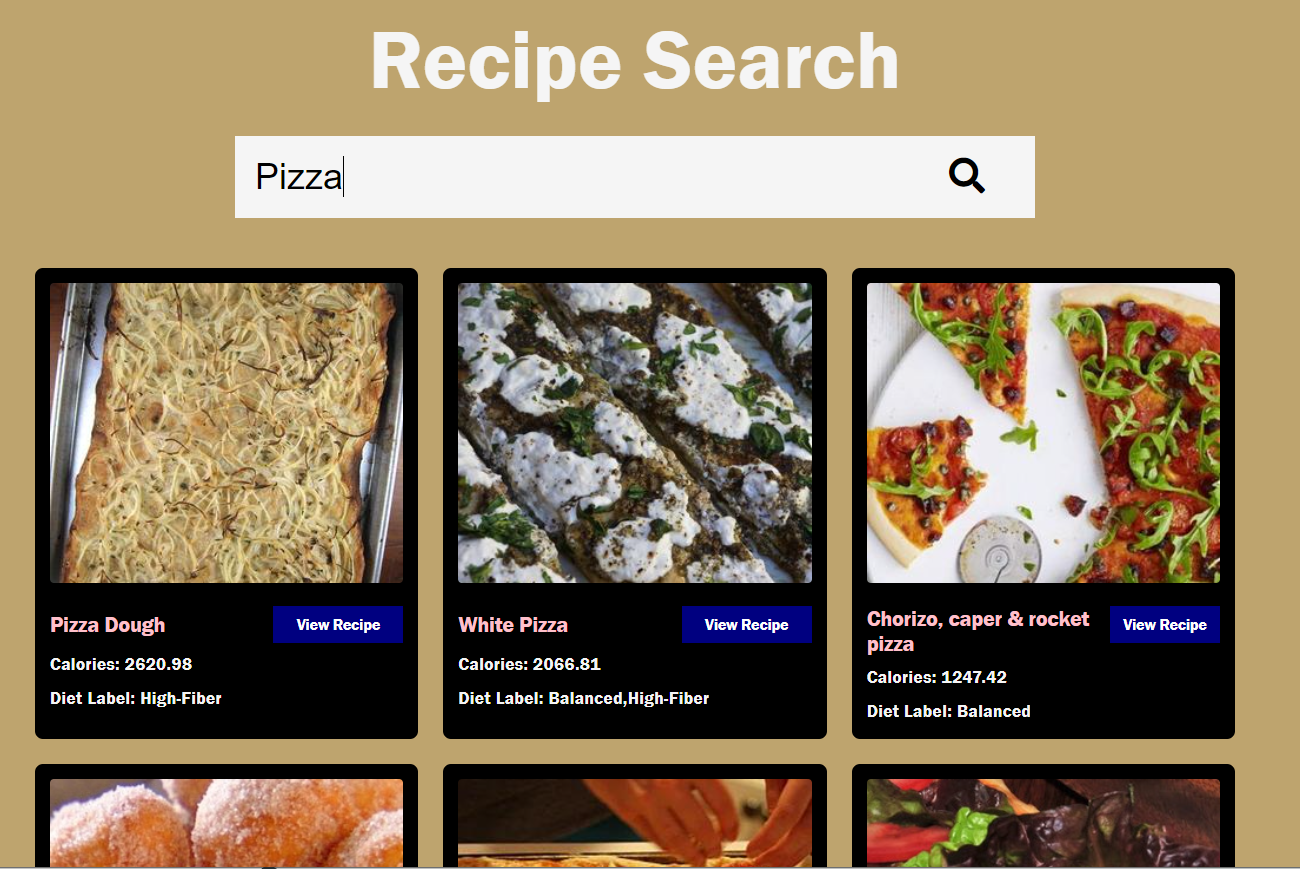 Recipe Search
Pizza
Pizza Dough
View Recipe
Calories: 2620.98
Diet Label: High-Fiber
White Pizza
View Recipe
Calories: 2066.81
Diet Label: Balanced,High-Fiber
Chorizo, caper & rocket
pizza
View Recipe
Calories: 1247.42
Diet Label: Balanced